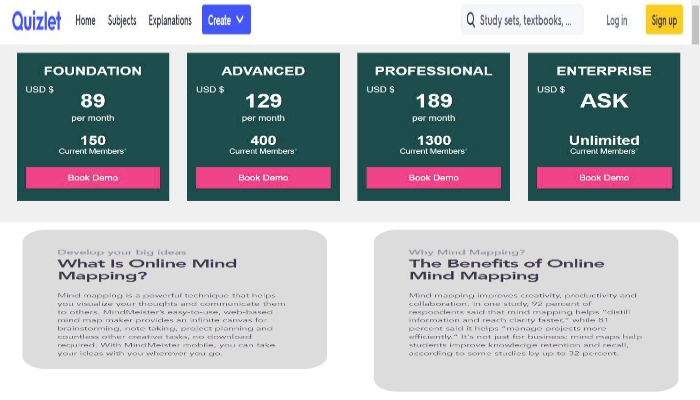 Quizlet Home Subjects Explanations Create Study sets, textbooks, ... Log in Sign up
FOUNDATION
USD $
89
per month
150
Current Members*
Book Demo
ADVANCED
USD $
129
per month
400
Current Members*
Book Demo
PROFESSIONAL
USD $
189
per month
1300
Current Members*
Book Demo
ENTERPRISE
USD $
ASK
Unlimited
Current Members*
Book Demo
Develop your big ideas
What Is Online Mind
Mapping?
Mind mapping is a powerful technique that helps
you visualize your thoughts and communicate them
to others. MindMeister's easy-to-use, web-based
mind map maker provides an infinite canvas for
brainstorming, note taking, project planning and
countless other creative tasks, no download
required. With MindMeister mobile, you can take
your ideas with you wherever you go.
Why Mind Mapping?
The Benefits of Online
Mind Mapping
Mind mapping improves creativity, productivity and
collaboration. In one study, 92 percent of
respondents said that mind mapping helps "distill
information and reach clarity faster," while 81
percent said it helps "manage projects more
efficiently." It's not just for business: mind maps help
students improve knowledge retention and recall,
according to some studies by up to 32 percent.